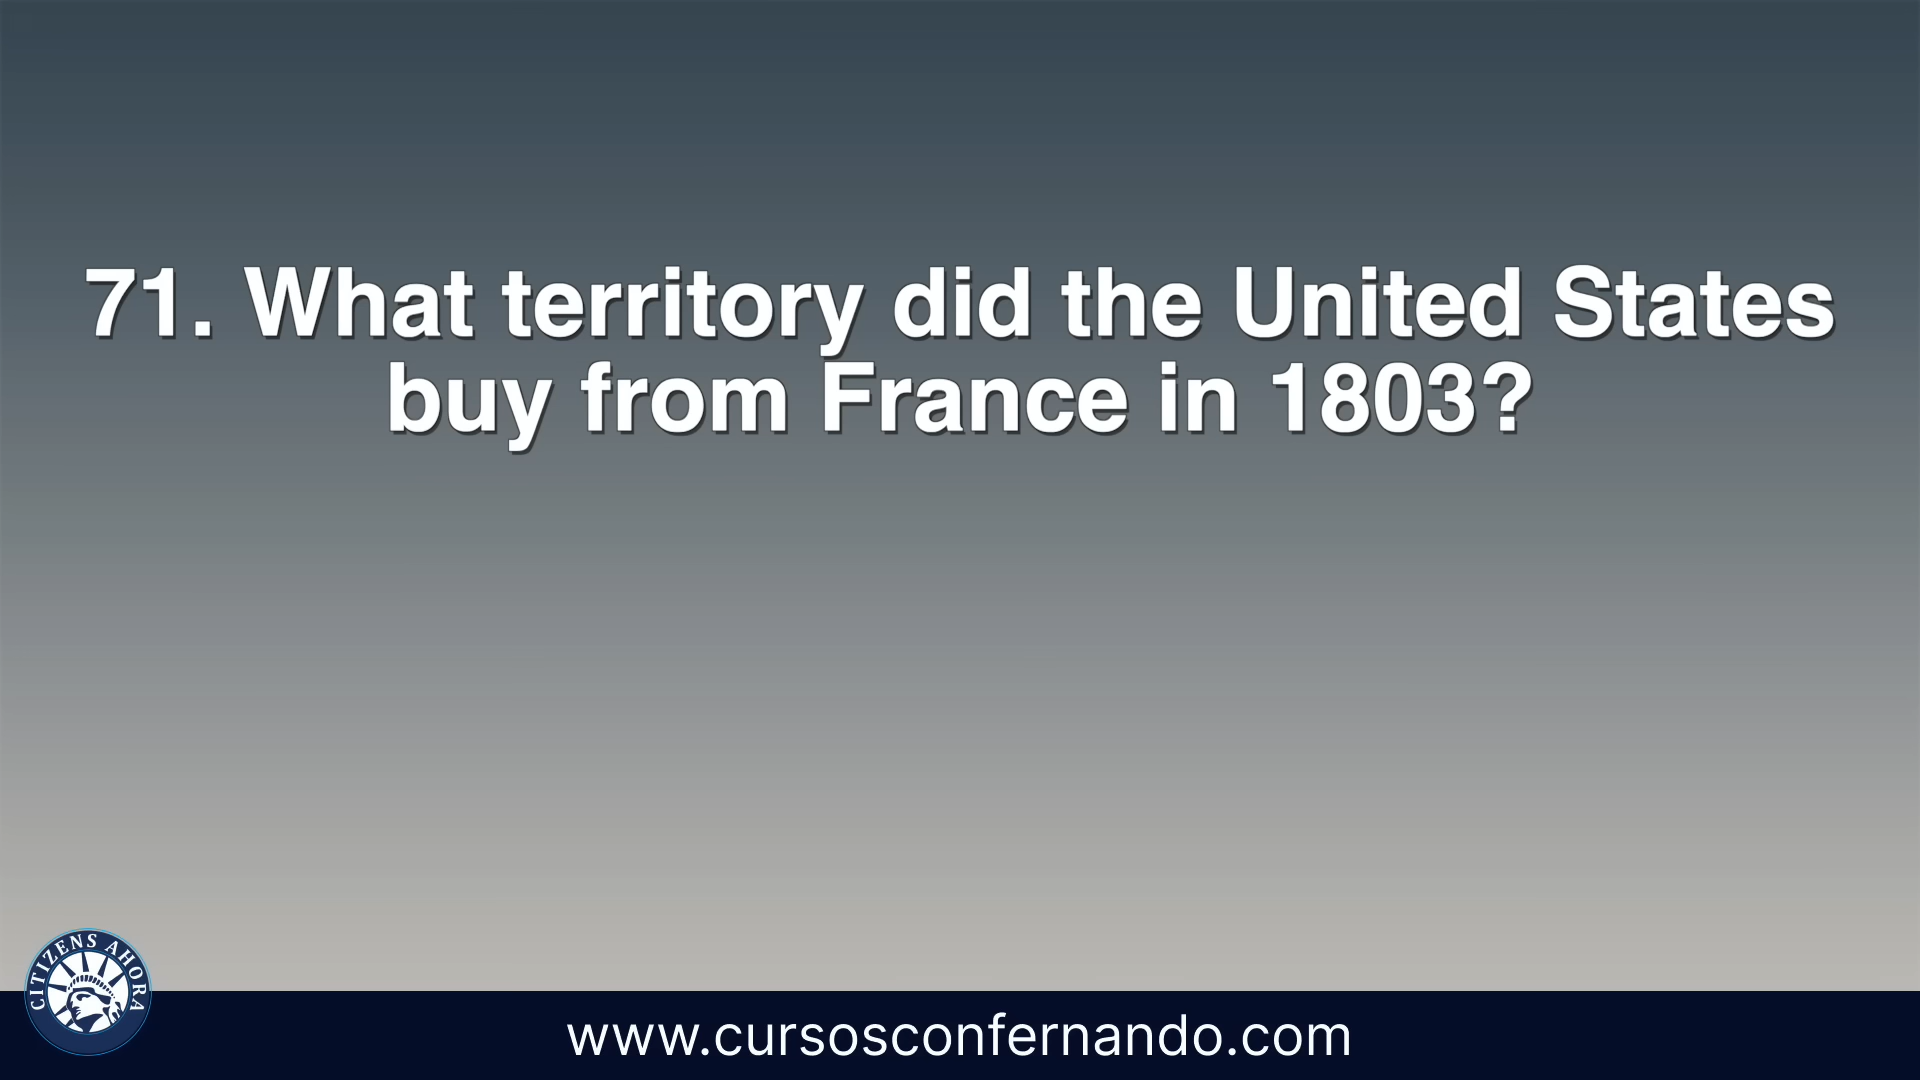 71. What territory did the United States
buy from France in 1803?
CITIZENS AHORA
www.cursosconfernando.com